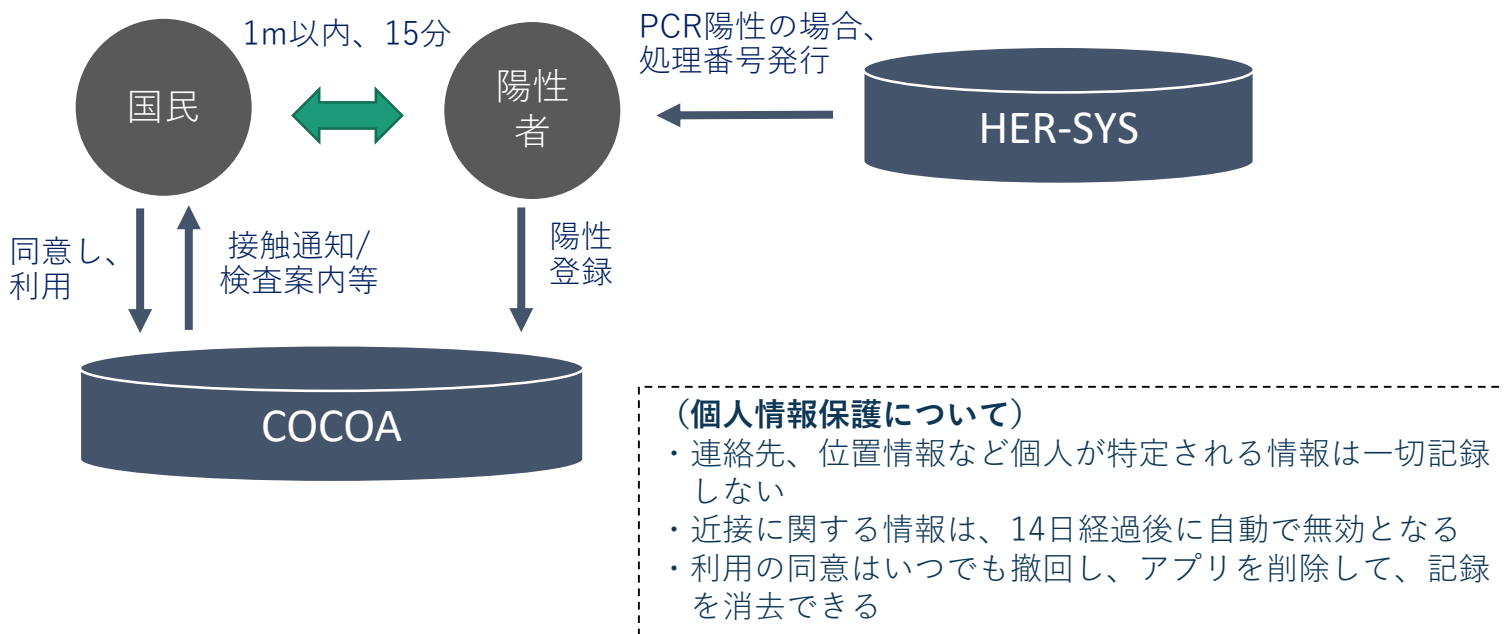 1m以内、15分
PCR陽性の場合、
処理番号発行
国民
陽性
者
HER-SYS
同意し、
利用
接触通知/
検査案内等
陽性
登録
COCOA
（個人情報保護について）
・連絡先、位置情報など個人が特定される情報は一切記録
しない
・近接に関する情報は、14日経過後に自動で無効となる
・利用の同意はいつでも撤回し、アプリを削除して、記録
を消去できる